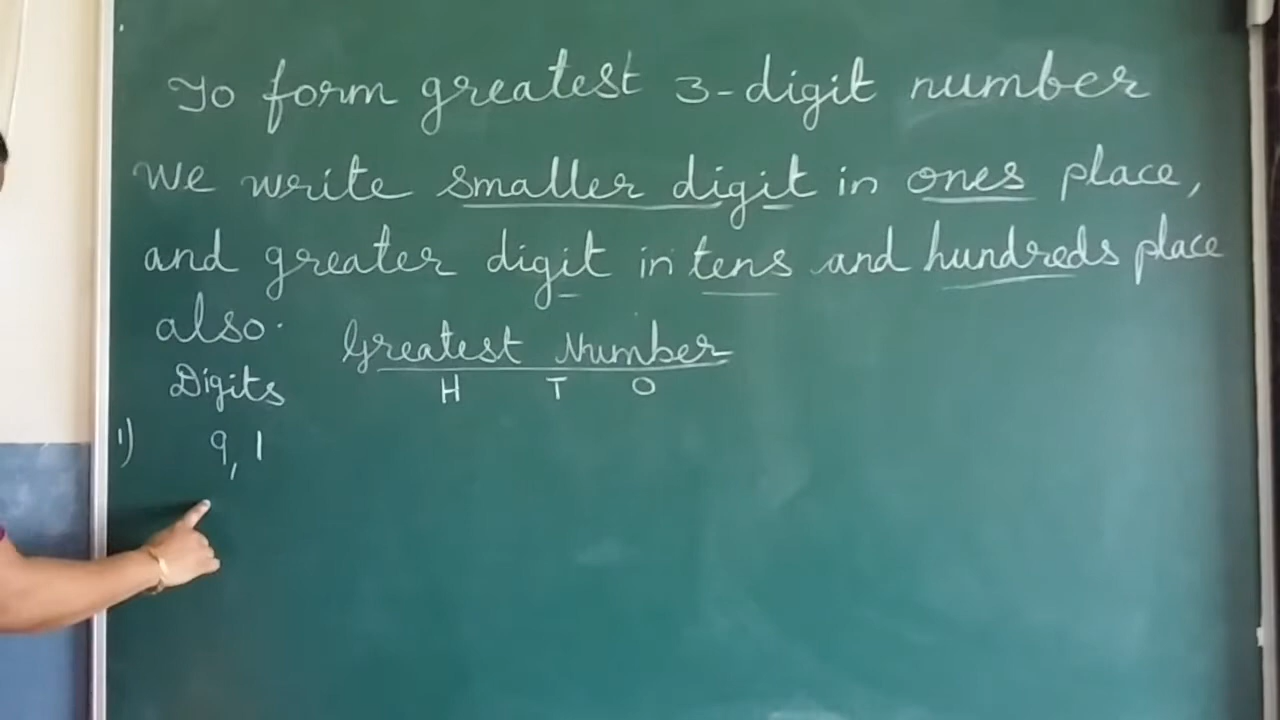 To form greatest 3-digit number
we write smaller digit in ones place,
and greater digit in tens and hundreds place
also.
Greatest Number
Digits
H T O
1) 9, 1